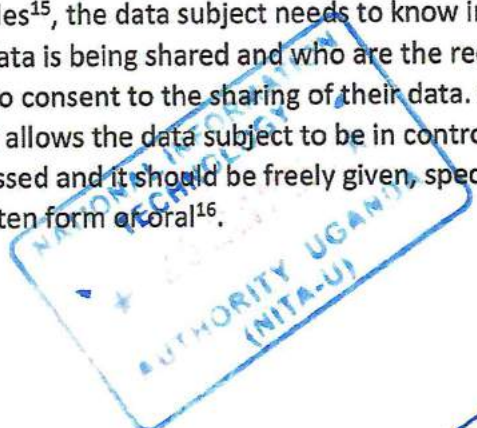 les¹⁵, the data subject needs to know i
ata is being shared and who are the re
o consent to the sharing of their data.
allows the data subject to be in contro
ssed and it should be freely given, spec
ten form or oral¹⁶.
NATIONAL INFORMATION
TECHNOLOGY
AUTHORITY UGANDA
(NITA-U)